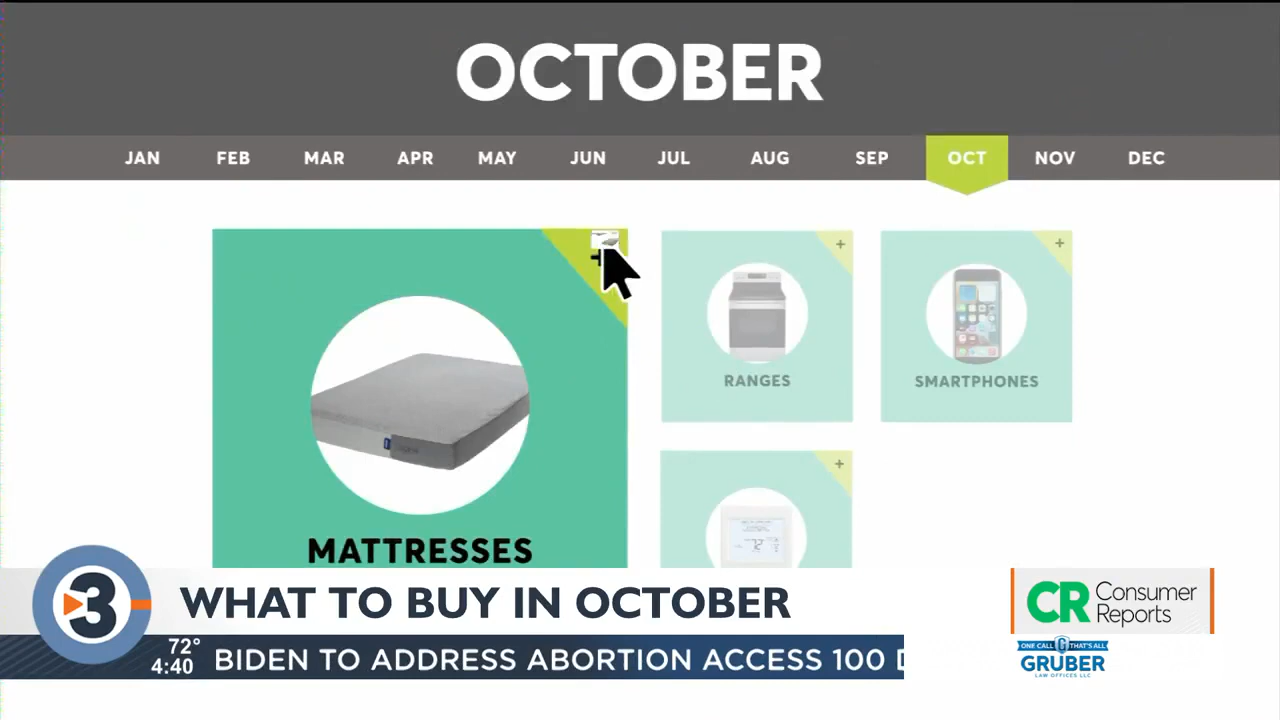 OCTOBER
JAN FEB MAR APR MAY JUN JUL AUG SEP OCT NOV DEC
+ + +
RANGES SMARTPHONES
+
MATTRESSES
3 WHAT TO BUY IN OCTOBER
CR Consumer Reports
72°
4:40
BIDEN TO ADDRESS ABORTION ACCESS 100
ONE CALL G THAT'S ALL
GRUBER
LAW OFFICES LLC